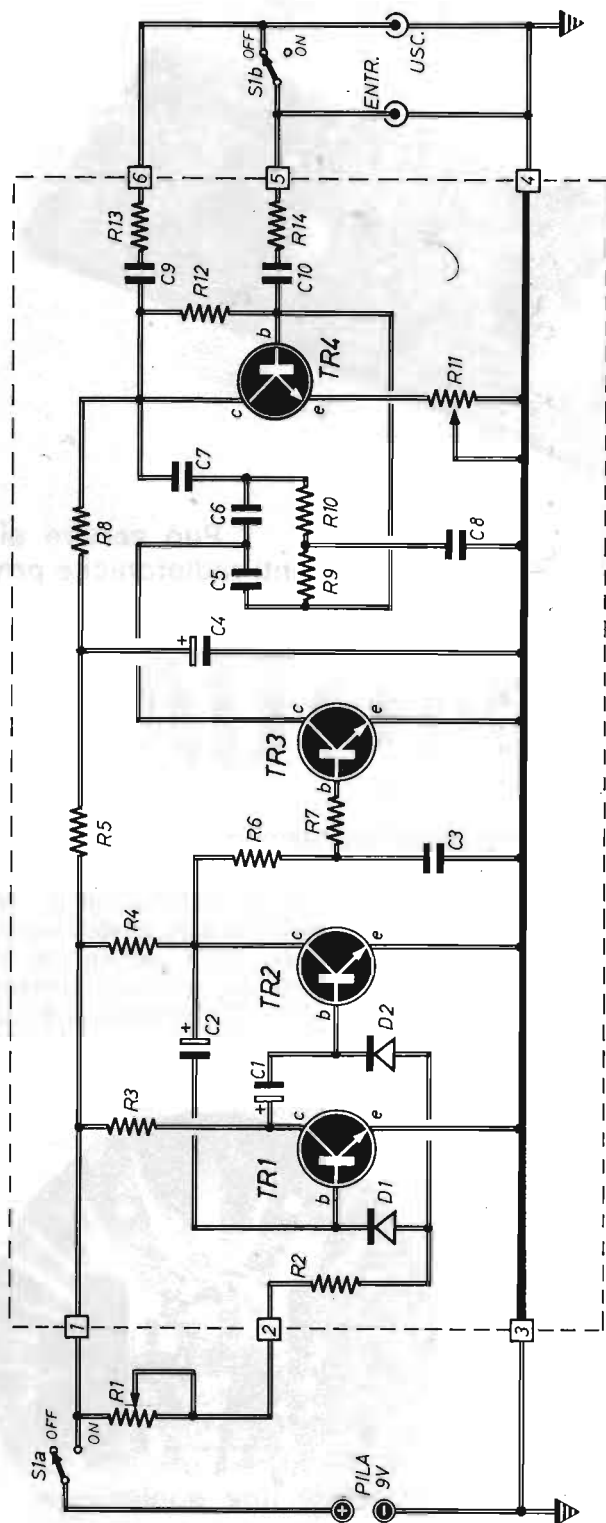 S1a
OFF
ON
R1
PILA
9V
1
2
3
R2
R3
D1
TR1
b
c
e
C1
+
C2
+
D2
TR2
b
c
e
R4
R5
R6
C3
R7
TR3
b
c
e
C4
+
R8
C5
C6
C7
R9
R10
C8
TR4
b
c
e
R11
R12
C9
C10
R13
R14
6
5
4
S1b
OFF
ON
ENTR.
USC.